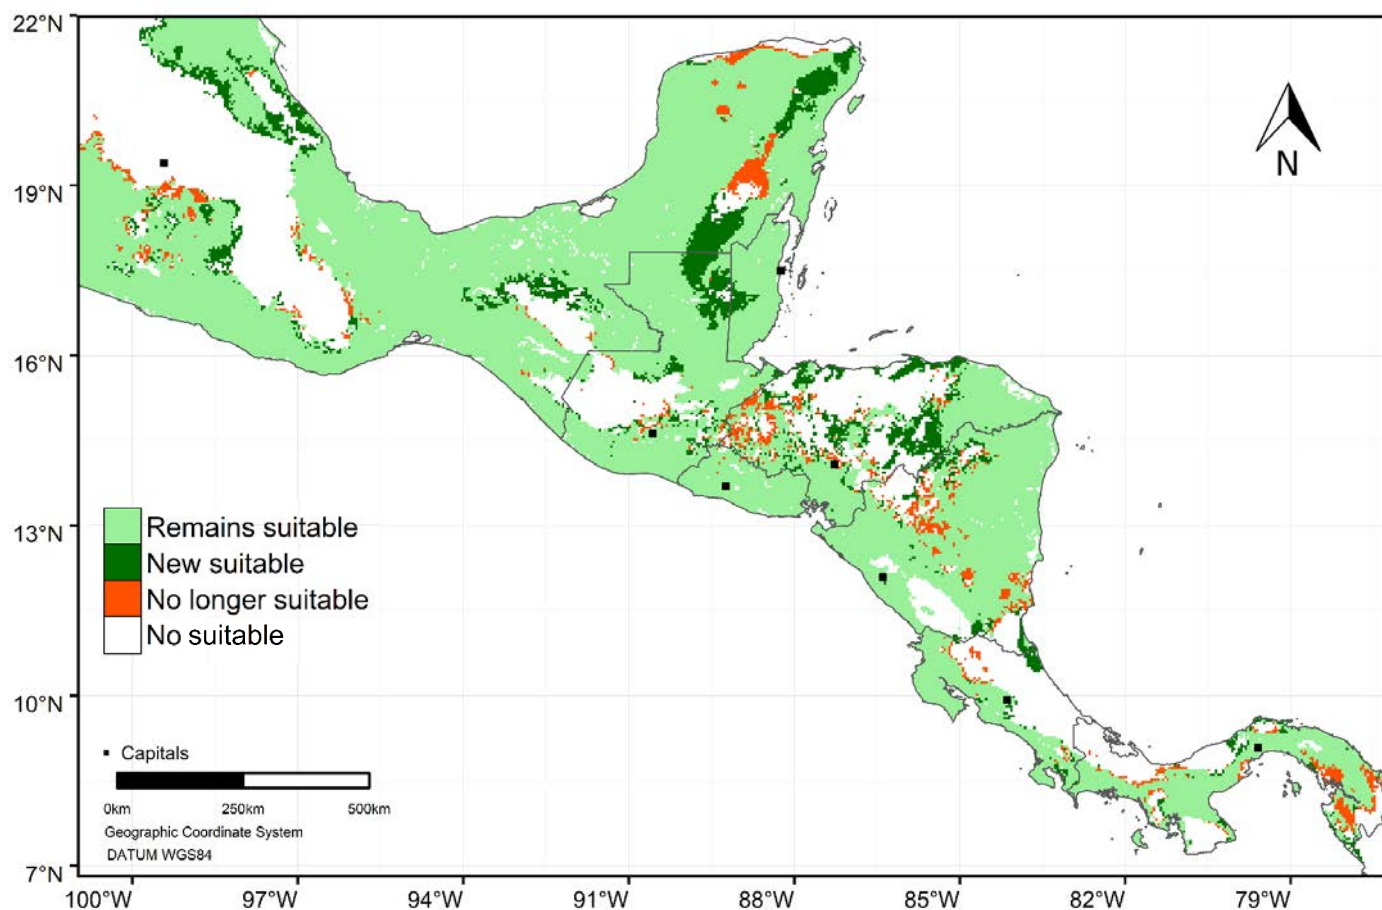 22°N
19°N
16°N
13°N
10°N
7°N
N
Remains suitable
New suitable
No longer suitable
No suitable
Capitals
0km 250km 500km
Geographic Coordinate System
DATUM WGS84
100°W 97°W 94°W 91°W 88°W 85°W 82°W 79°W